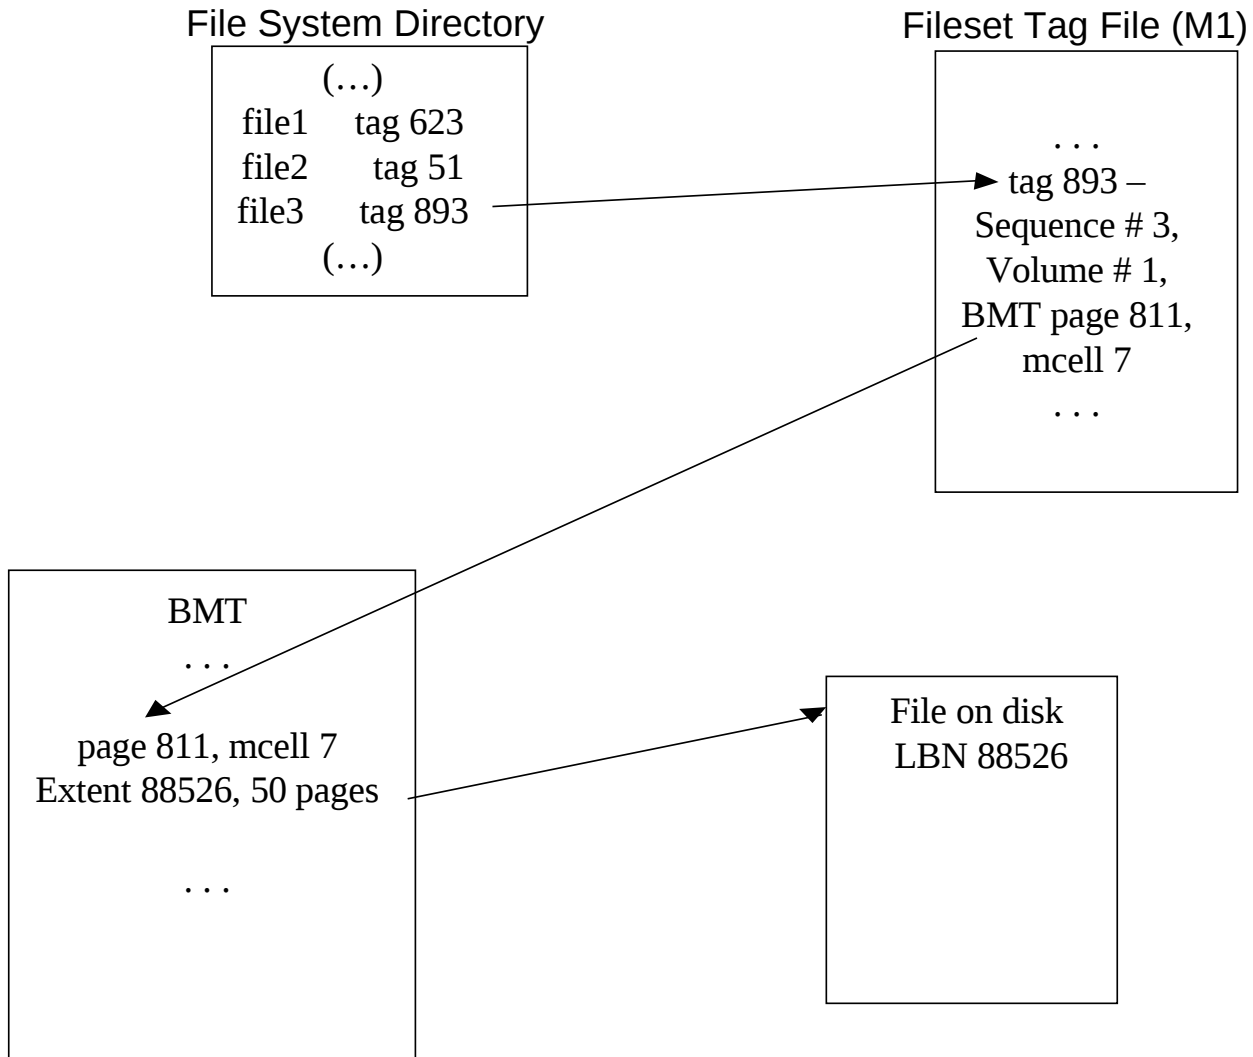 File System Directory
(…)
file1 tag 623
file2 tag 51
file3 tag 893
(…)
Fileset Tag File (M1)
. . .
tag 893 –
Sequence # 3,
Volume # 1,
BMT page 811,
mcell 7
. . .
BMT
. . .
page 811, mcell 7
Extent 88526, 50 pages
. . .
File on disk
LBN 88526